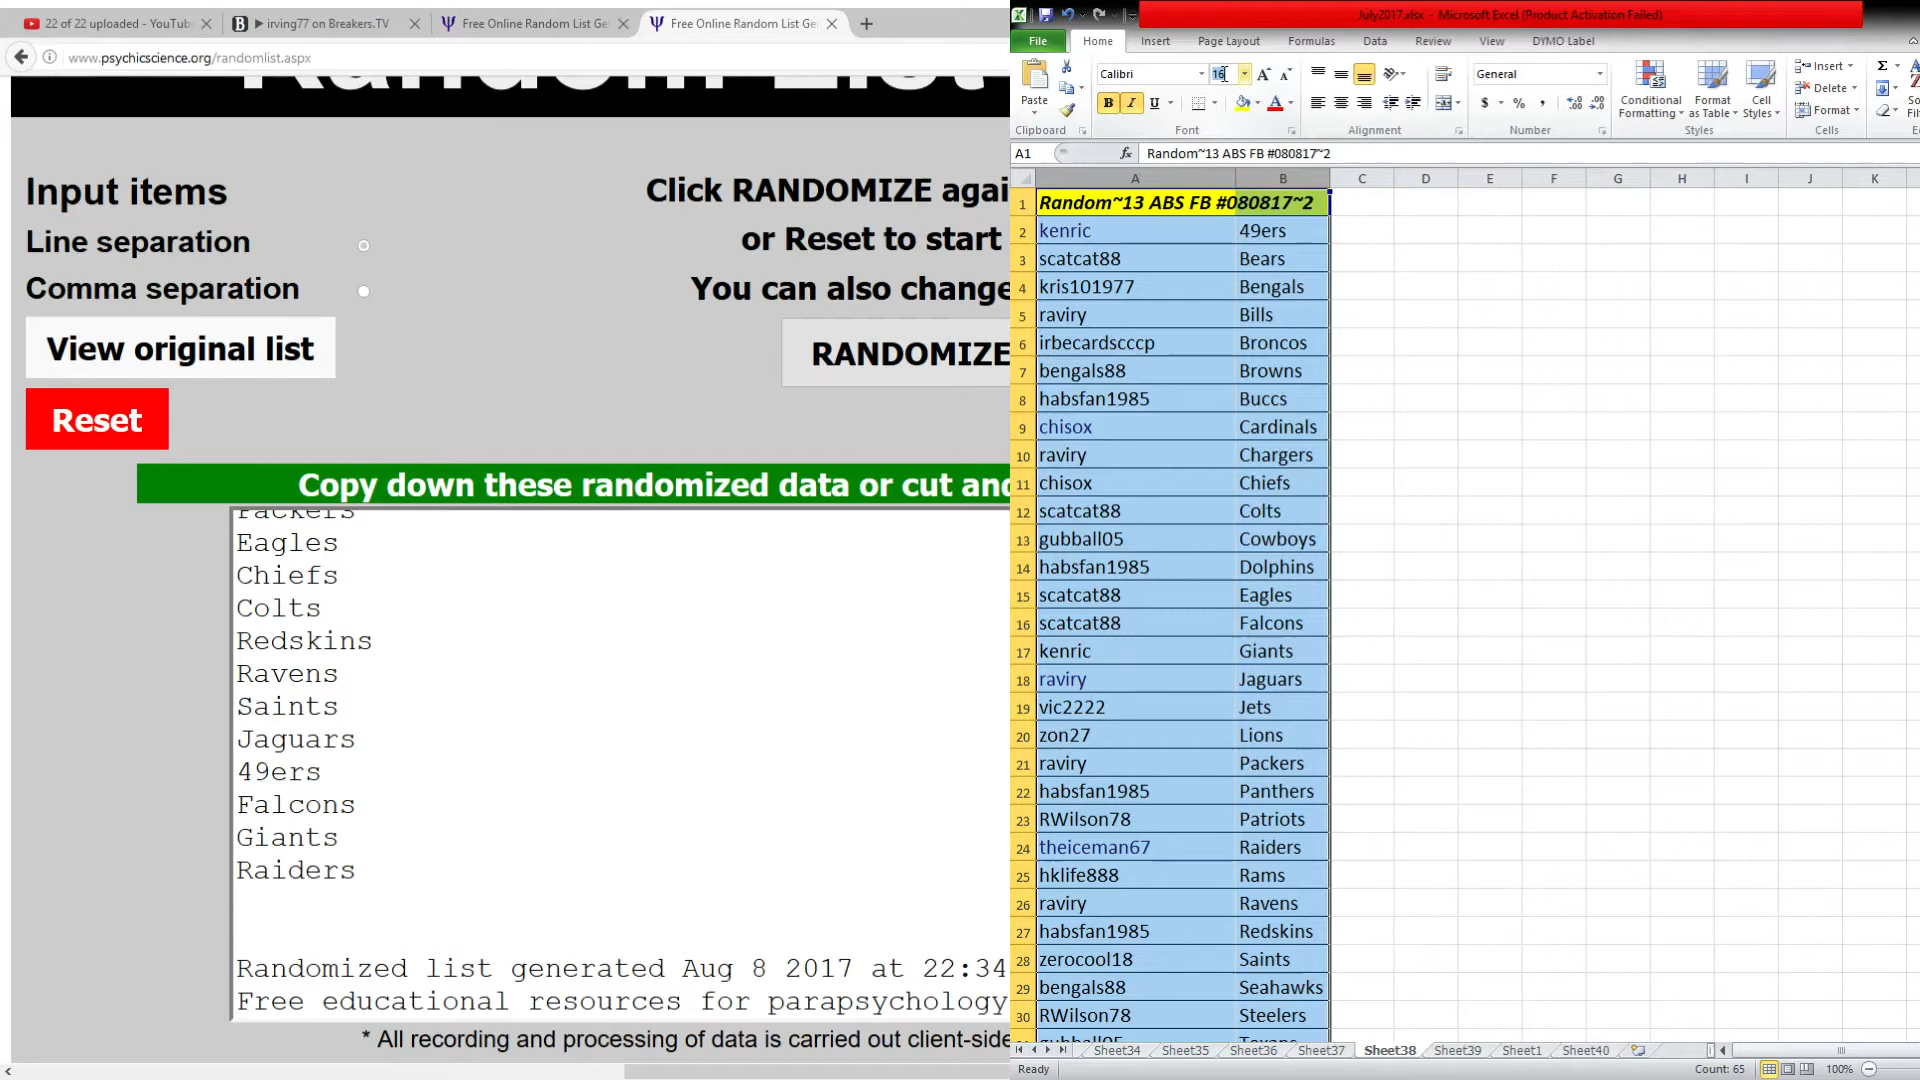 22 of 22 uploaded - YouTube
irving77 on Breakers.TV
Free Online Random List Ge
Free Online Random List Ge
www.psychicscience.org/randomlist.aspx
Random List
Input items
Line separation
Comma separation
View original list
Reset
Click RANDOMIZE agai
or Reset to start
You can also change
RANDOMIZE
Copy down these randomized data or cut and
Packers
Eagles
Chiefs
Colts
Redskins
Ravens
Saints
Jaguars
49ers
Falcons
Giants
Raiders
Randomized list generated Aug 8 2017 at 22:34
Free educational resources for parapsychology
* All recording and processing of data is carried out client-side
July2017.xlsx - Microsoft Excel (Product Activation Failed)
File Home Insert Page Layout Formulas Data Review View DYMO Label
Paste
Calibri 16
General
Conditional Formatting
Format as Table
Cell Styles
Insert
Delete
Format
Clipboard Font Alignment Number Styles Cells
A1 fx Random~13 ABS FB #080817~2
A B C D E F G H I J K
1 Random~13 ABS FB #080817~2
2 kenric 49ers
3 scatcat88 Bears
4 kris101977 Bengals
5 raviry Bills
6 irbecardscccp Broncos
7 bengals88 Browns
8 habsfan1985 Buccs
9 chisox Cardinals
10 raviry Chargers
11 chisox Chiefs
12 scatcat88 Colts
13 gubball05 Cowboys
14 habsfan1985 Dolphins
15 scatcat88 Eagles
16 scatcat88 Falcons
17 kenric Giants
18 raviry Jaguars
19 vic2222 Jets
20 zon27 Lions
21 raviry Packers
22 habsfan1985 Panthers
23 RWilson78 Patriots
24 theiceman67 Raiders
25 hklife888 Rams
26 raviry Ravens
27 habsfan1985 Redskins
28 zerocool18 Saints
29 bengals88 Seahawks
30 RWilson78 Steelers
gubball05 Texans
Sheet34 Sheet35 Sheet36 Sheet37 Sheet38 Sheet39 Sheet1 Sheet40
Ready Count: 65 100%